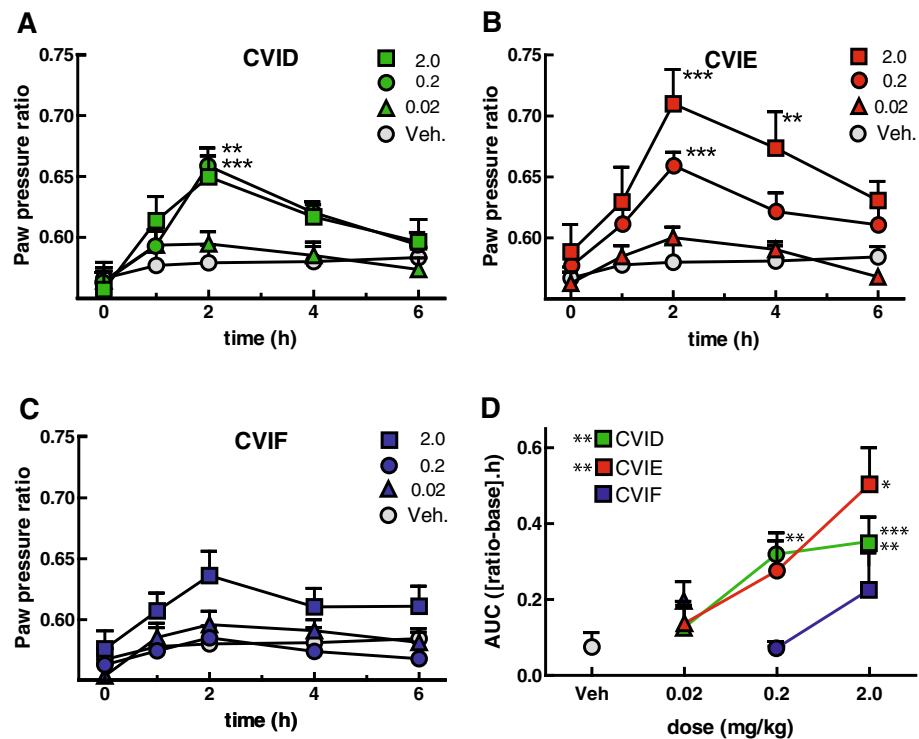 A
CVID
0.75
0.70
0.65
0.60
Paw pressure ratio
2.0
0.2
0.02
Veh.
**
***
0 2 4 6
time (h)
B
CVIE
0.75
0.70
0.65
0.60
Paw pressure ratio
2.0
0.2
0.02
Veh.
***
**
***
0 2 4 6
time (h)
C
CVIF
0.75
0.70
0.65
0.60
Paw pressure ratio
2.0
0.2
0.02
Veh.
0 2 4 6
time (h)
D
0.6
0.4
0.2
0.0
AUC ([ratio-base].h)
** CVID
** CVIE
CVIF
*
**
***
**
Veh 0.02 0.2 2.0
dose (mg/kg)